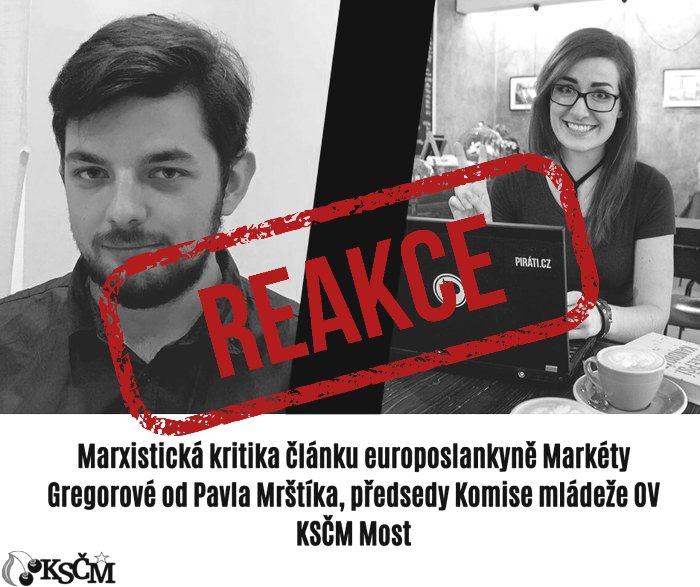 REAKCE
PIRÁTI.CZ
Marxistická kritika článku europoslankyně Markéty
Gregorové od Pavla Mrštíka, předsedy Komise mládeže OV
KSČM Most
KSČM